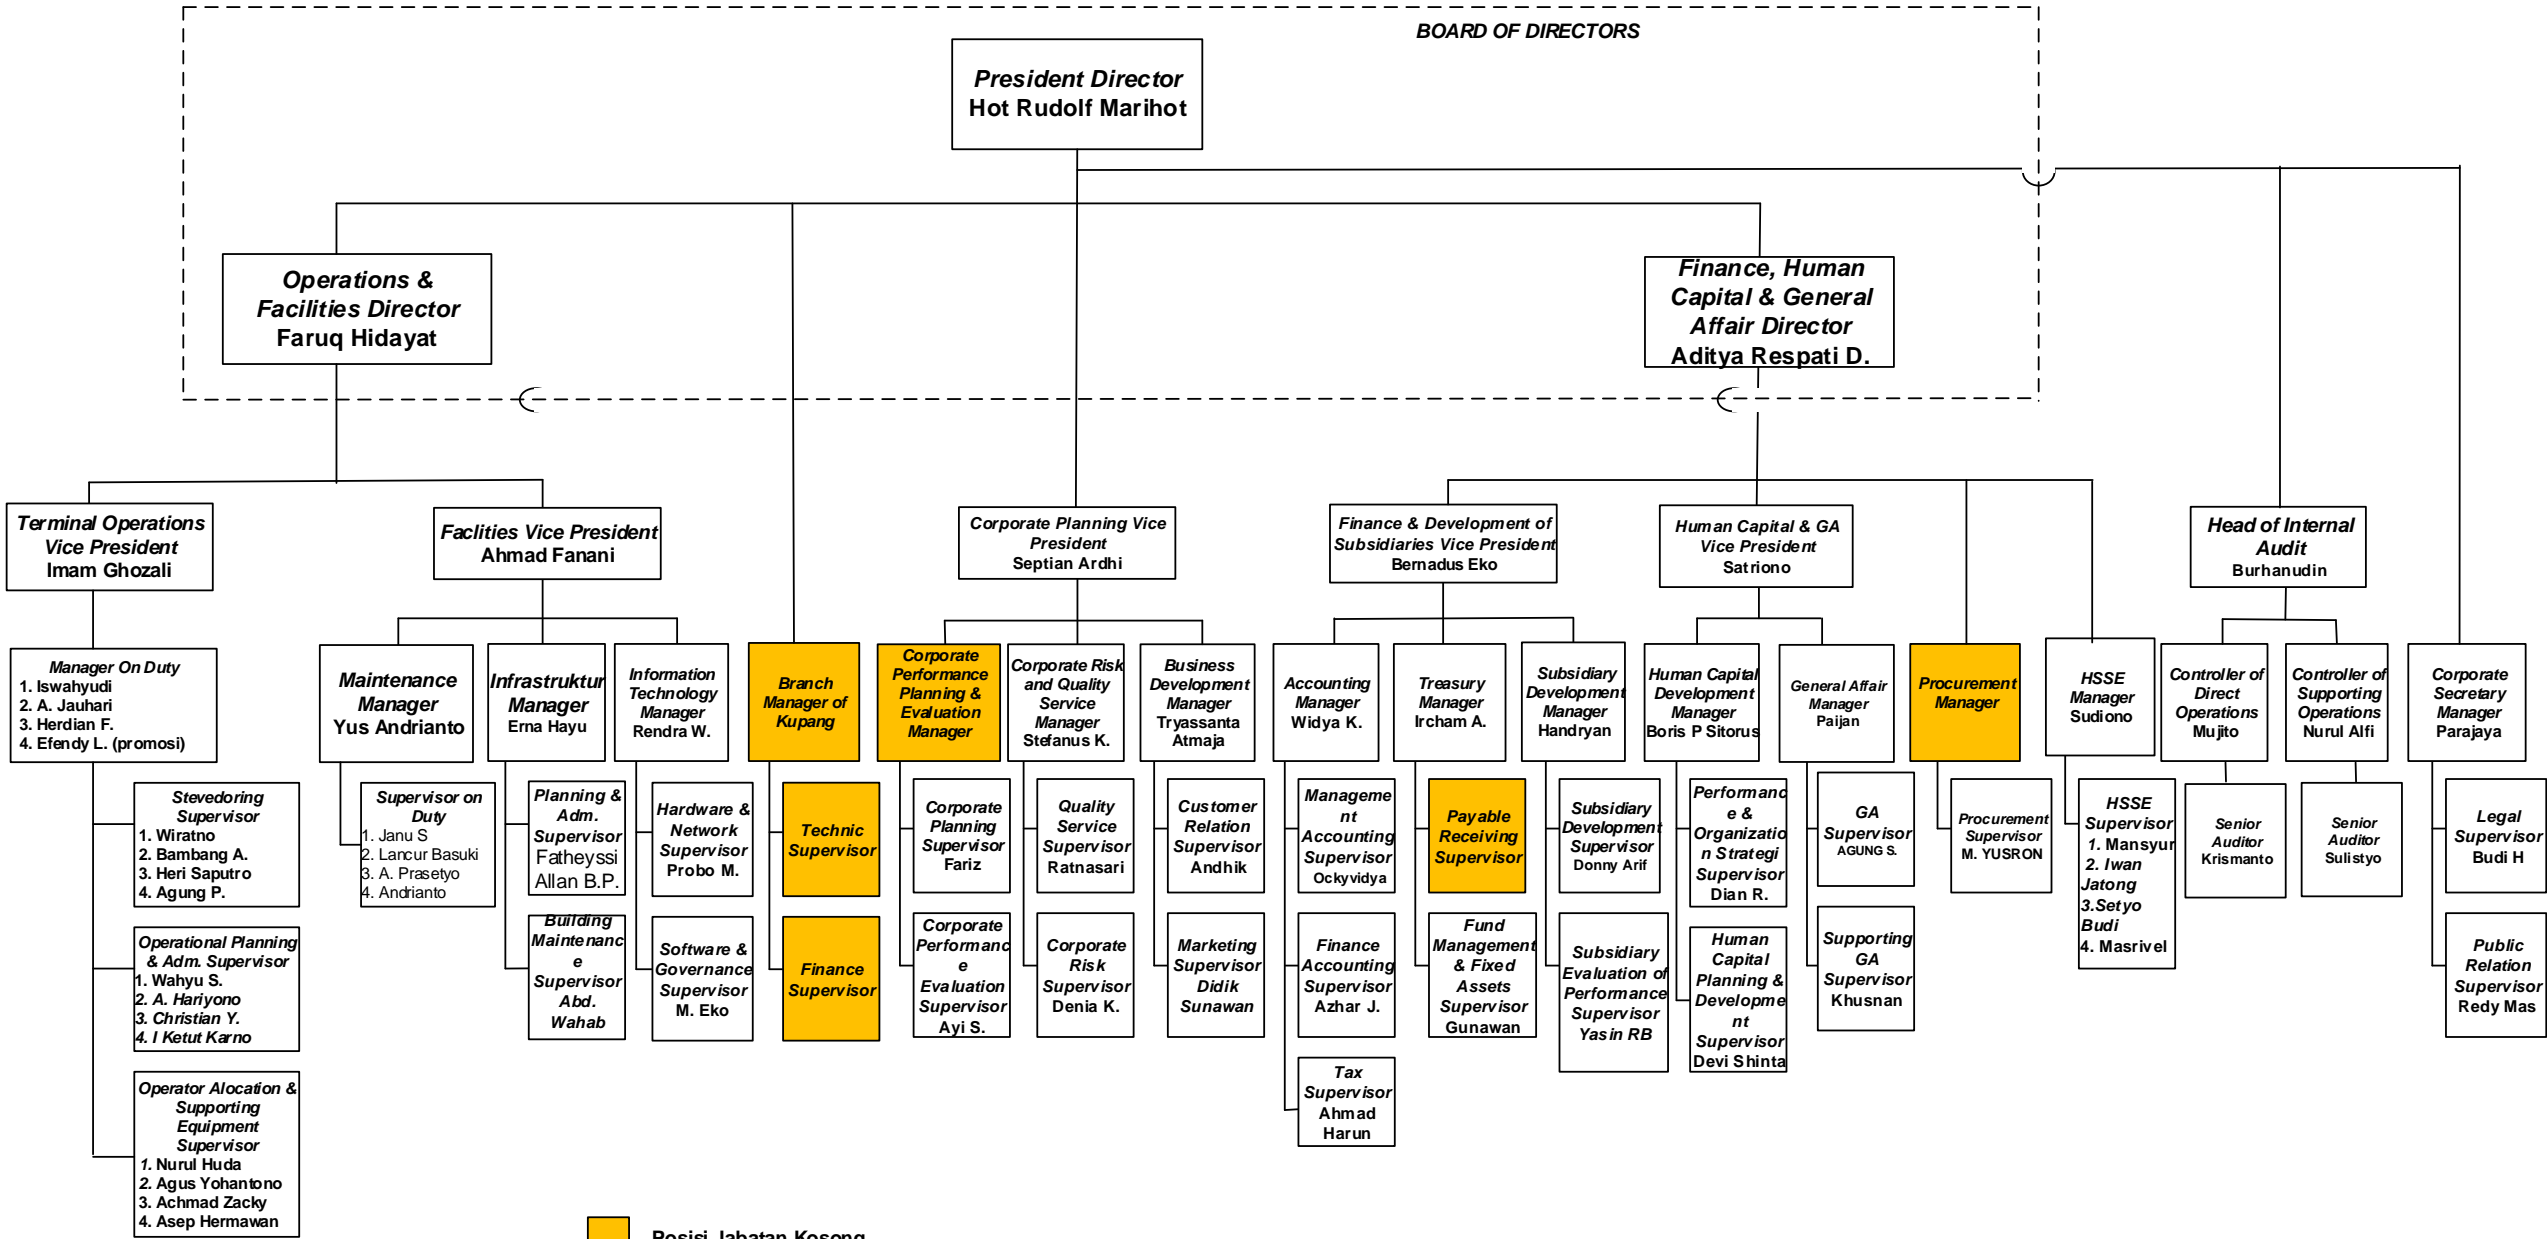 BOARD OF DIRECTORS
President Director
Hot Rudolf Marihot
Operations &
Facilities Director
Faruq Hidayat
Finance, Human
Capital & General
Affair Director
Aditya Respati D.
Terminal Operations
Vice President
Imam Ghozali
Faclities Vice President
Ahmad Fanani
Corporate Planning Vice
President
Septian Ardhi
Finance & Development of
Subsidiaries Vice President
Bernadus Eko
Human Capital & GA
Vice President
Satriono
Head of Internal
Audit
Burhanudin
Manager On Duty
1. Iswahyudi
2. A. Jauhari
3. Herdian F.
4. Efendy L. (promosi)
Maintenance
Manager
Yus Andrianto
Infrastruktur
Manager
Erna Hayu
Information
Technology
Manager
Rendra W.
Branch
Manager of
Kupang
Corporate
Performance
Planning &
Evaluation
Manager
Corporate Risk
and Quality
Service
Manager
Stefanus K.
Business
Development
Manager
Tryassanta
Atmaja
Accounting
Manager
Widya K.
Treasury
Manager
Ircham A.
Subsidiary
Development
Manager
Handryan
Human Capital
Development
Manager
Boris P Sitorus
General Affair
Manager
Paijan
Procurement
Manager
HSSE
Manager
Sudiono
Controller of
Direct
Operations
Mujito
Controller of
Supporting
Operations
Nurul Alfi
Corporate
Secretary
Manager
Parajaya
Stevedoring
Supervisor
1. Wiratno
2. Bambang A.
3. Heri Saputro
4. Agung P.
Supervisor on
Duty
1. Janu S
2. Lancur Basuki
3. A. Prasetyo
4. Andrianto
Planning &
Adm.
Supervisor
Fatheyssi
Allan B.P.
Hardware &
Network
Supervisor
Probo M.
Technic
Supervisor
Corporate
Planning
Supervisor
Fariz
Quality
Service
Supervisor
Ratnasari
Customer
Relation
Supervisor
Andhik
Manageme
nt
Accounting
Supervisor
Ockyvidya
Payable
Receiving
Supervisor
Subsidiary
Development
Supervisor
Donny Arif
Performanc
e &
Organizatio
n Strategi
Supervisor
Dian R.
GA
Supervisor
AGUNG S.
Procurement
Supervisor
M. YUSRON
HSSE
Supervisor
1. Mansyur
2. Iwan
Jatong
3.Setyo
Budi
4. Masrivel
Senior
Auditor
Krismanto
Senior
Auditor
Sulistyo
Legal
Supervisor
Budi H
Operational Planning
& Adm. Supervisor
1. Wahyu S.
2. A. Hariyono
3. Christian Y.
4. I Ketut Karno
Building
Maintenanc
e
Supervisor
Abd.
Wahab
Software &
Governance
Supervisor
M. Eko
Finance
Supervisor
Corporate
Performanc
e
Evaluation
Supervisor
Ayi S.
Corporate
Risk
Supervisor
Denia K.
Marketing
Supervisor
Didik
Sunawan
Finance
Accounting
Supervisor
Azhar J.
Fund
Management
& Fixed
Assets
Supervisor
Gunawan
Subsidiary
Evaluation of
Performance
Supervisor
Yasin RB
Human
Capital
Planning &
Developme
nt
Supervisor
Devi Shinta
Supporting
GA
Supervisor
Khusnan
Public
Relation
Supervisor
Redy Mas
Operator Alocation &
Supporting
Equipment
Supervisor
1. Nurul Huda
2. Agus Yohantono
3. Achmad Zacky
4. Asep Hermawan
Tax
Supervisor
Ahmad
Harun
Posisi Jabatan Kosong